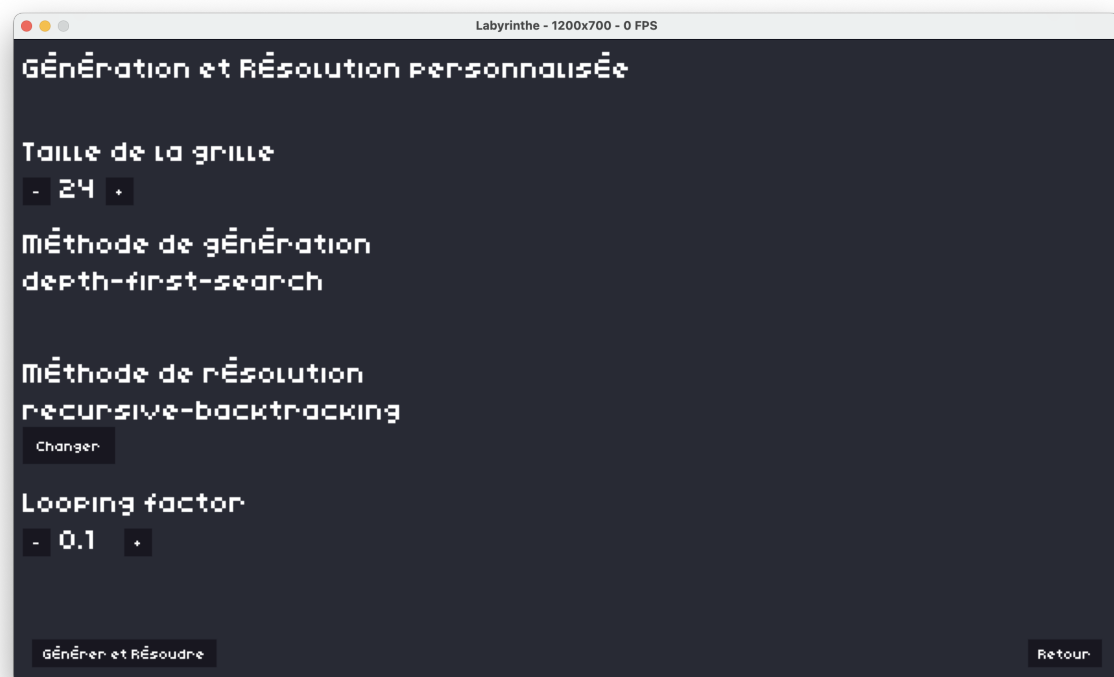 Labyrinthe - 1200x700 - 0 FPS
Génération et Résolution personnalisée
Taille de la grille
- 24 +
Méthode de génération
depth-first-search
Méthode de résolution
recursive-backtracking
Changer
Looping factor
- 0.1 +
Générer et Résoudre
Retour